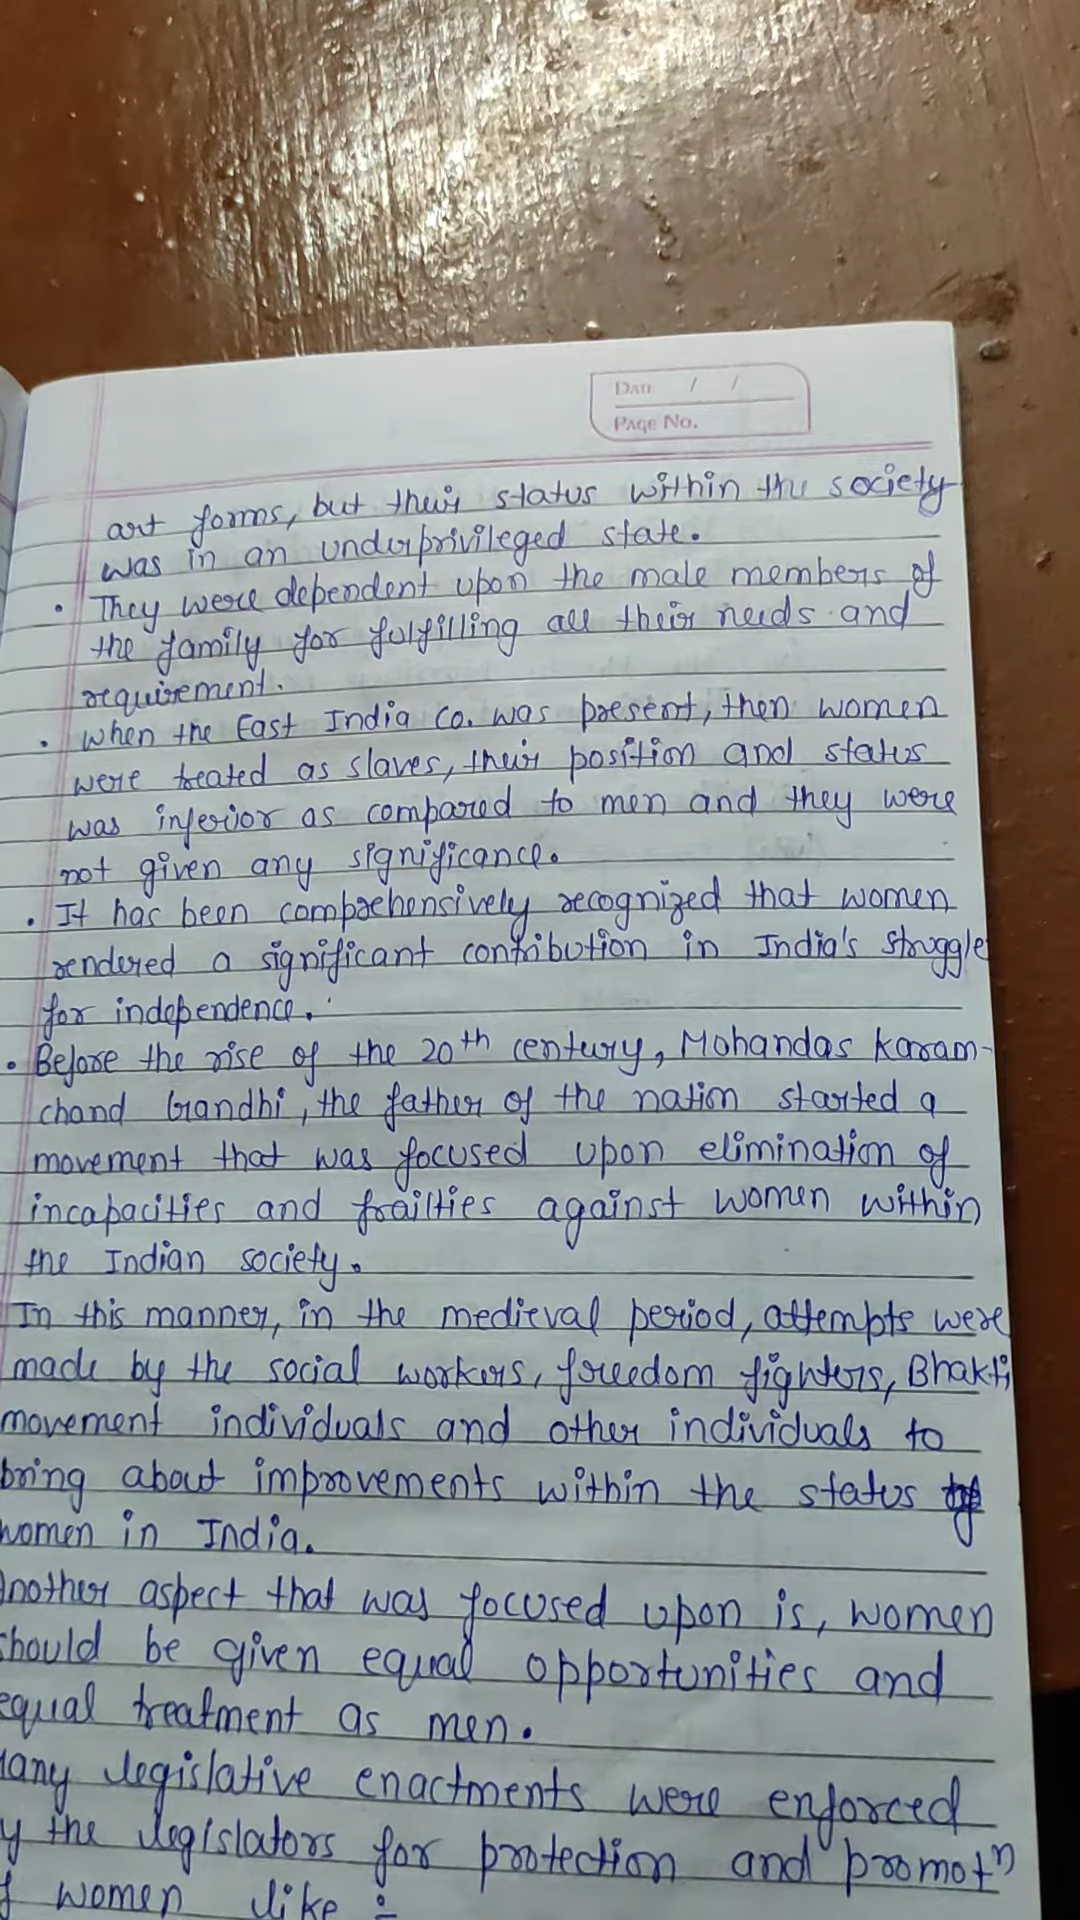 DATE / /
PAGE NO.
art forms, but their status within the society
was in an underprivileged state.
• They were dependent upon the male members of
the family for fulfilling all their needs and
requirement.
• When the East India Co. was present, then women
were treated as slaves, their position and status
was inferior as compared to men and they were
not given any significance.
• It has been comprehensively recognized that women
rendered a significant contribution in India's struggle
for independence.
• Before the rise of the 20th century, Mohandas Karam-
chand Gandhi, the father of the nation started a
movement that was focused upon elimination of
incapacities and frailties against women within
the Indian society.
In this manner, in the medieval period, attempts were
made by the social workers, freedom fighters, Bhakti
movement individuals and other individuals to
bring about improvements within the status of
women in India.
Another aspect that was focused upon is, women
should be given equal opportunities and
equal treatment as men.
any legislative enactments were enforced
y the legislators for protection and promotn
f women like :-